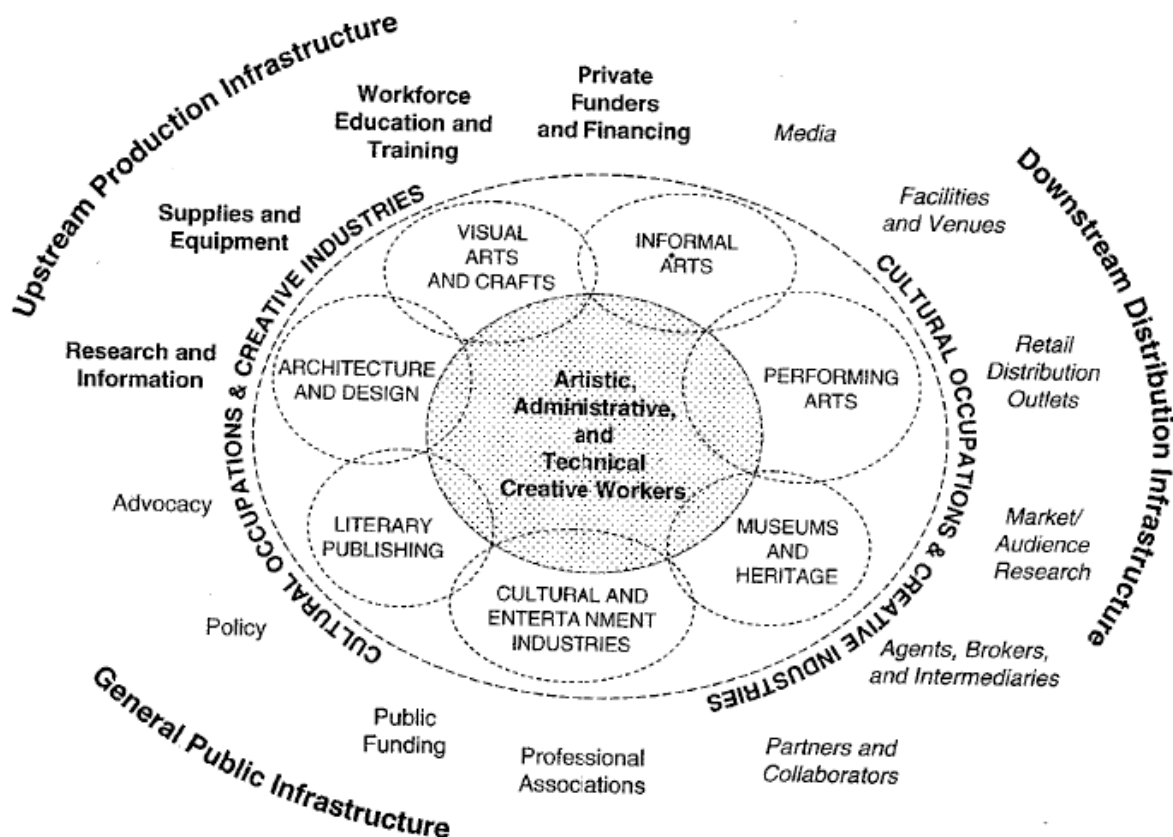 Upstream Production Infrastructure
Workforce
Education and
Training
Private
Funders
and Financing
Media
Downstream Distribution Infrastructure
Supplies and
Equipment
Facilities
and Venues
CULTURAL OCCUPATIONS & CREATIVE INDUSTRIES
VISUAL
ARTS
AND CRAFTS
INFORMAL
ARTS
CULTURAL OCCUPATIONS & CREATIVE INDUSTRIES
Research and
Information
ARCHITECTURE
AND DESIGN
Artistic,
Administrative,
and
Technical
Creative Workers
PERFORMING
ARTS
Retail
Distribution
Outlets
Advocacy
LITERARY
PUBLISHING
MUSEUMS
AND
HERITAGE
Market/
Audience
Research
CULTURAL AND
ENTERTAINMENT
INDUSTRIES
Policy
Agents, Brokers,
and Intermediaries
General Public Infrastructure
Public
Funding
Professional
Associations
Partners and
Collaborators